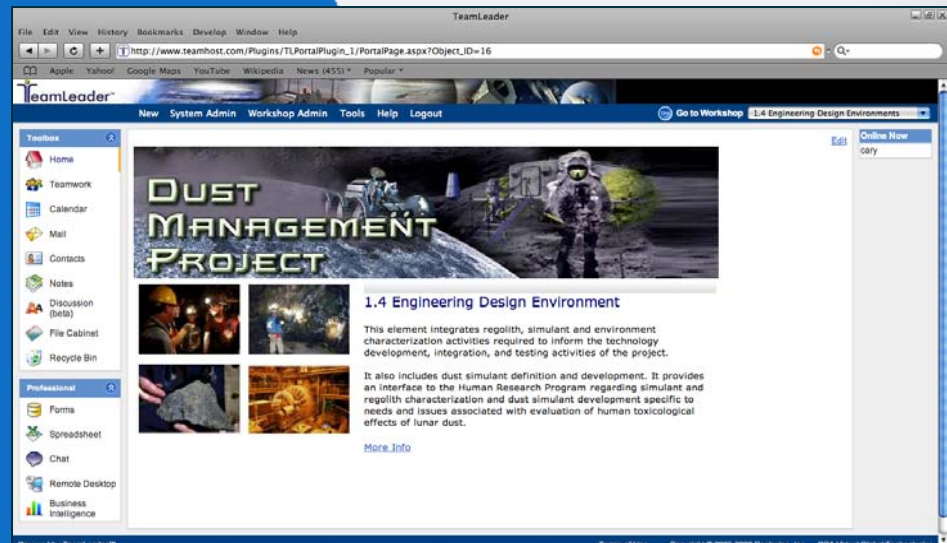 TeamLeader
File Edit View History Bookmarks Develop Window Help
http://www.teamhost.com/Plugins/TLPortalPlugin_1/PortalPage.aspx?Object_ID=16
Apple Yahoo! Google Maps YouTube Wikipedia News (455) Popular
TeamLeader
New System Admin Workshop Admin Tools Help Logout
Go to Workshop 1.4 Engineering Design Environments
Toolbox
Home
Teamwork
Calendar
Mail
Contacts
Notes
Discussion
(beta)
File Cabinet
Recycle Bin
Professional
Forms
Spreadsheet
Chat
Remote Desktop
Business
Intelligence
Edit
DUST
MANAGEMENT
PROJECT
1.4 Engineering Design Environment
This element integrates regolith, simulant and environment
characterization activities required to inform the technology
development, integration, and testing activities of the project.
It also includes dust simulant definition and development. It provides
an interface to the Human Research Program regarding simulant and
regolith characterization and dust simulant development specific to
needs and issues associated with evaluation of human toxicological
effects of lunar dust.
More Info
Online Now
cary